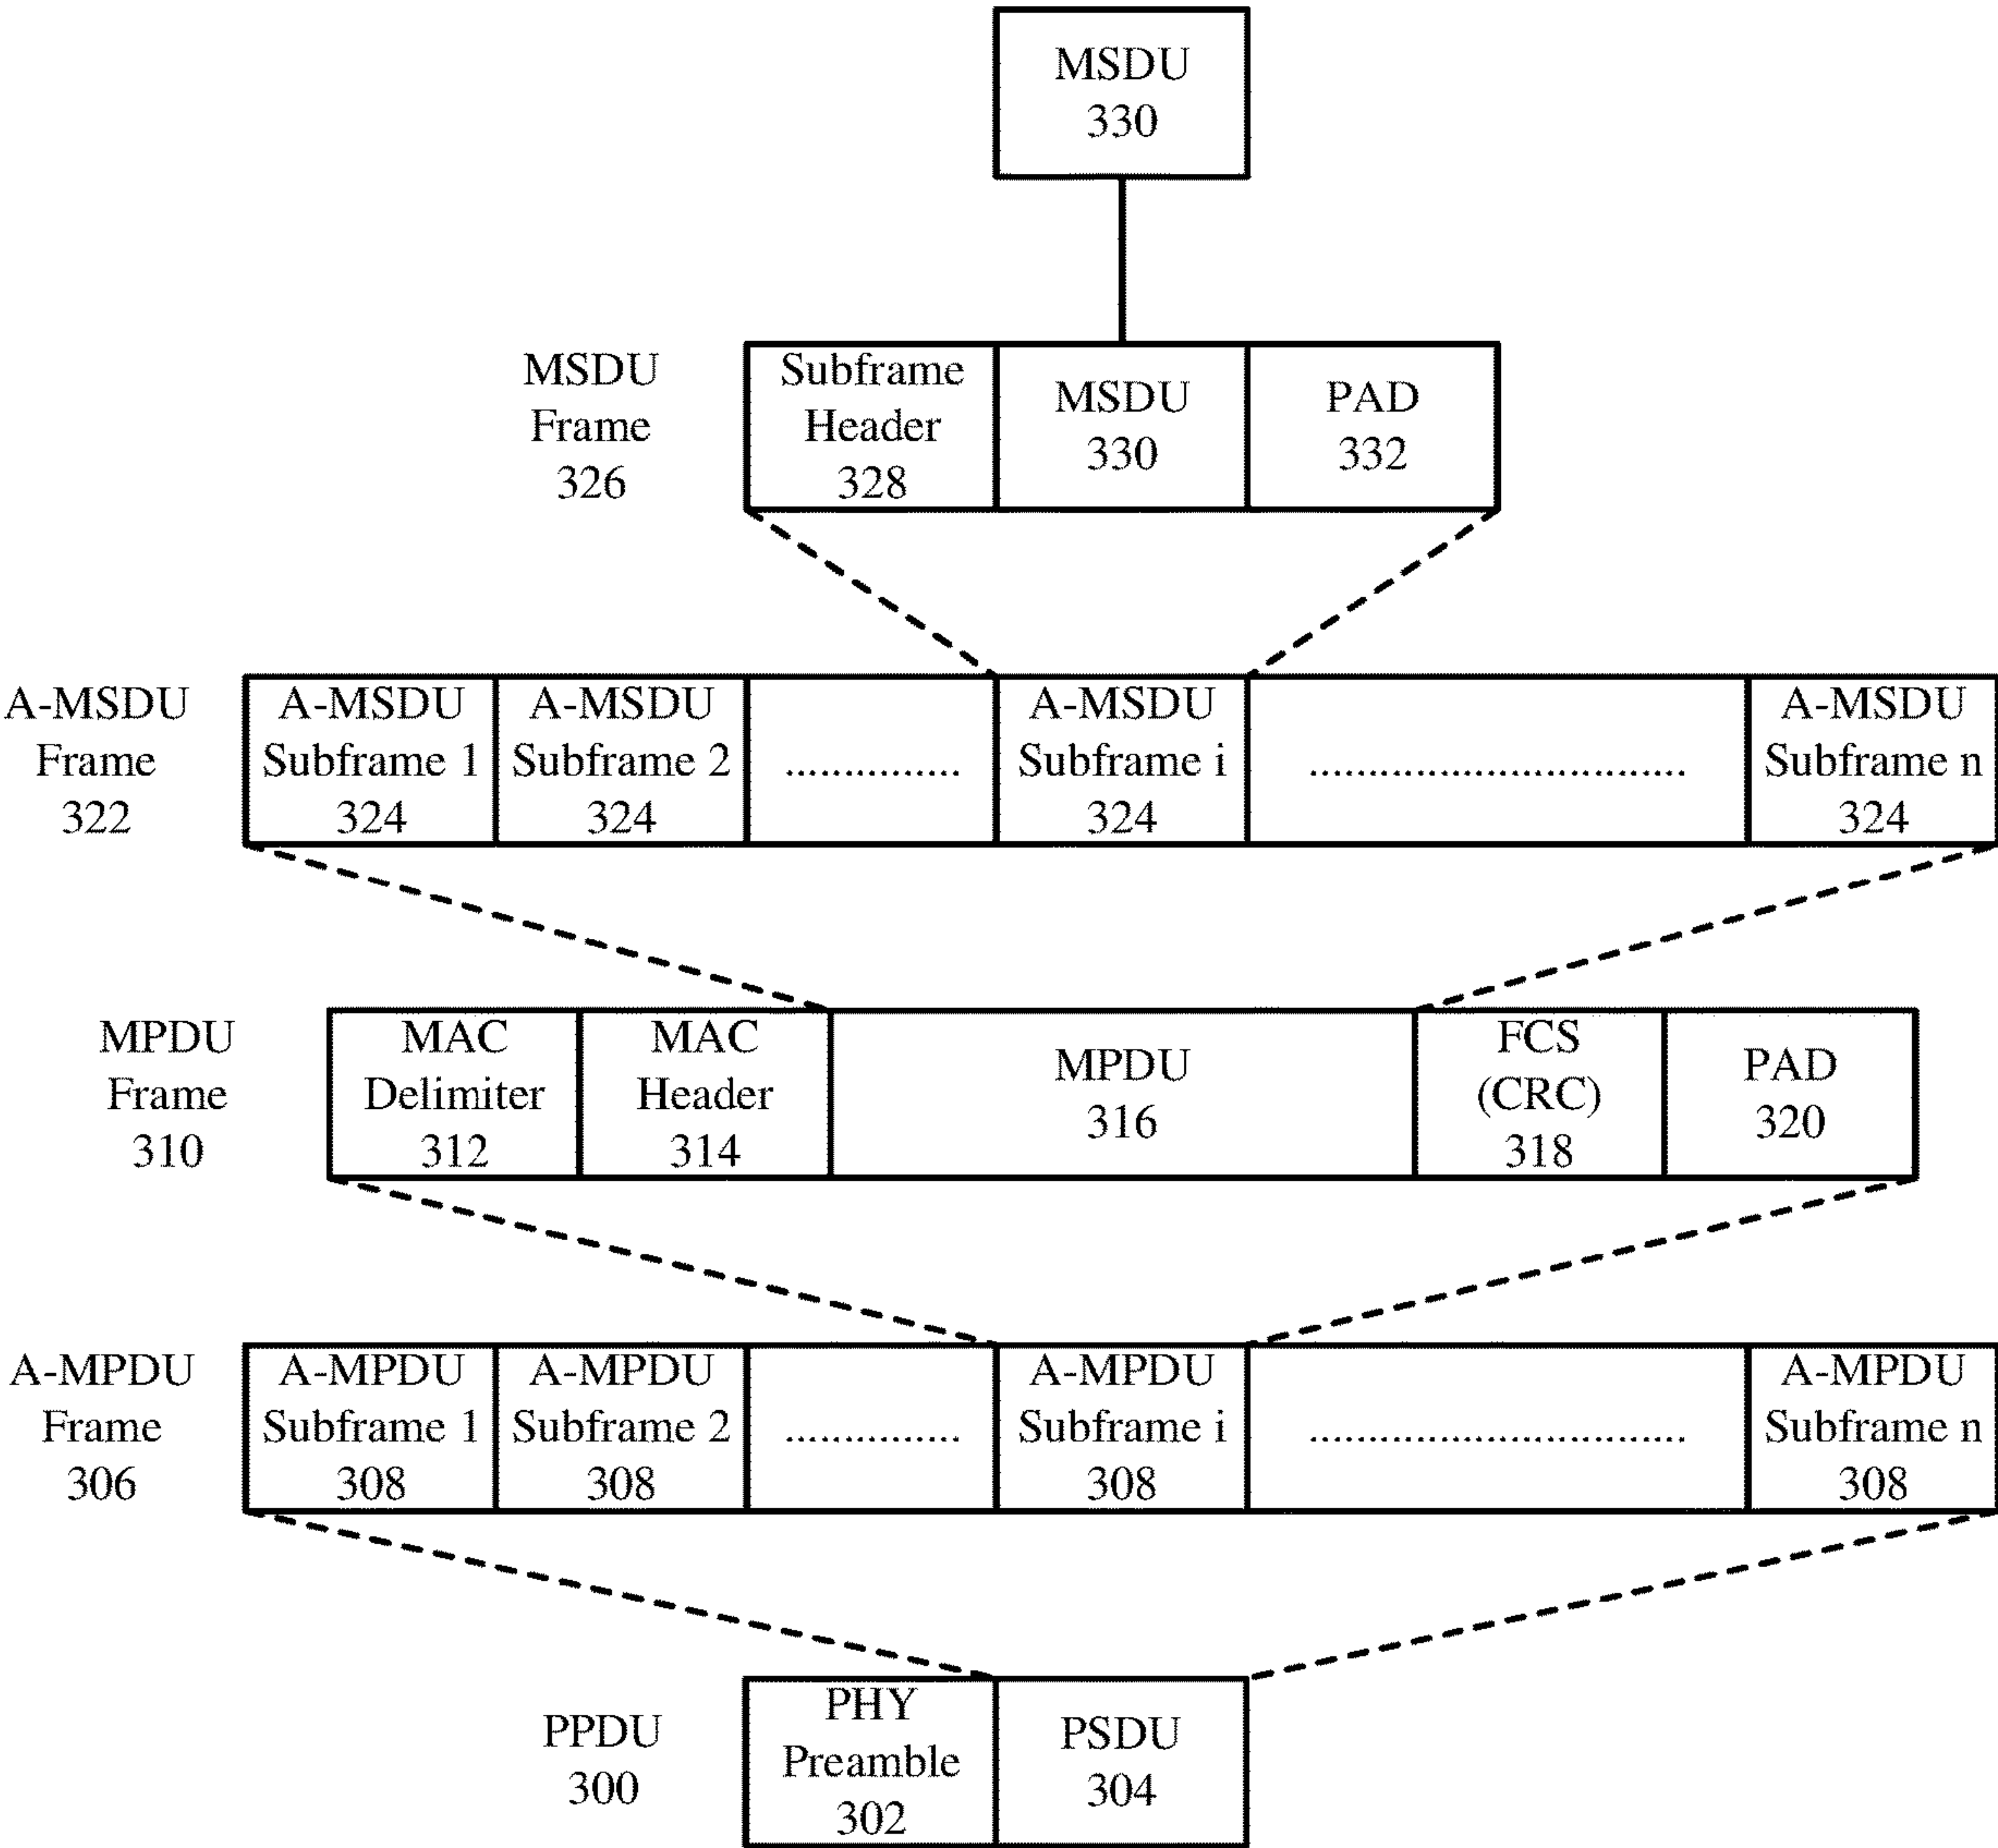 MSDU
330
MSDU
Frame
326
Subframe
Header
328
MSDU
330
PAD
332
A-MSDU
Frame
322
A-MSDU
Subframe 1
324
A-MSDU
Subframe 2
324
...............
A-MSDU
Subframe i
324
................................
A-MSDU
Subframe n
324
MPDU
Frame
310
MAC
Delimiter
312
MAC
Header
314
MPDU
316
FCS
(CRC)
318
PAD
320
A-MPDU
Frame
306
A-MPDU
Subframe 1
308
A-MPDU
Subframe 2
308
...............
A-MPDU
Subframe i
308
................................
A-MPDU
Subframe n
308
PPDU
300
PHY
Preamble
302
PSDU
304